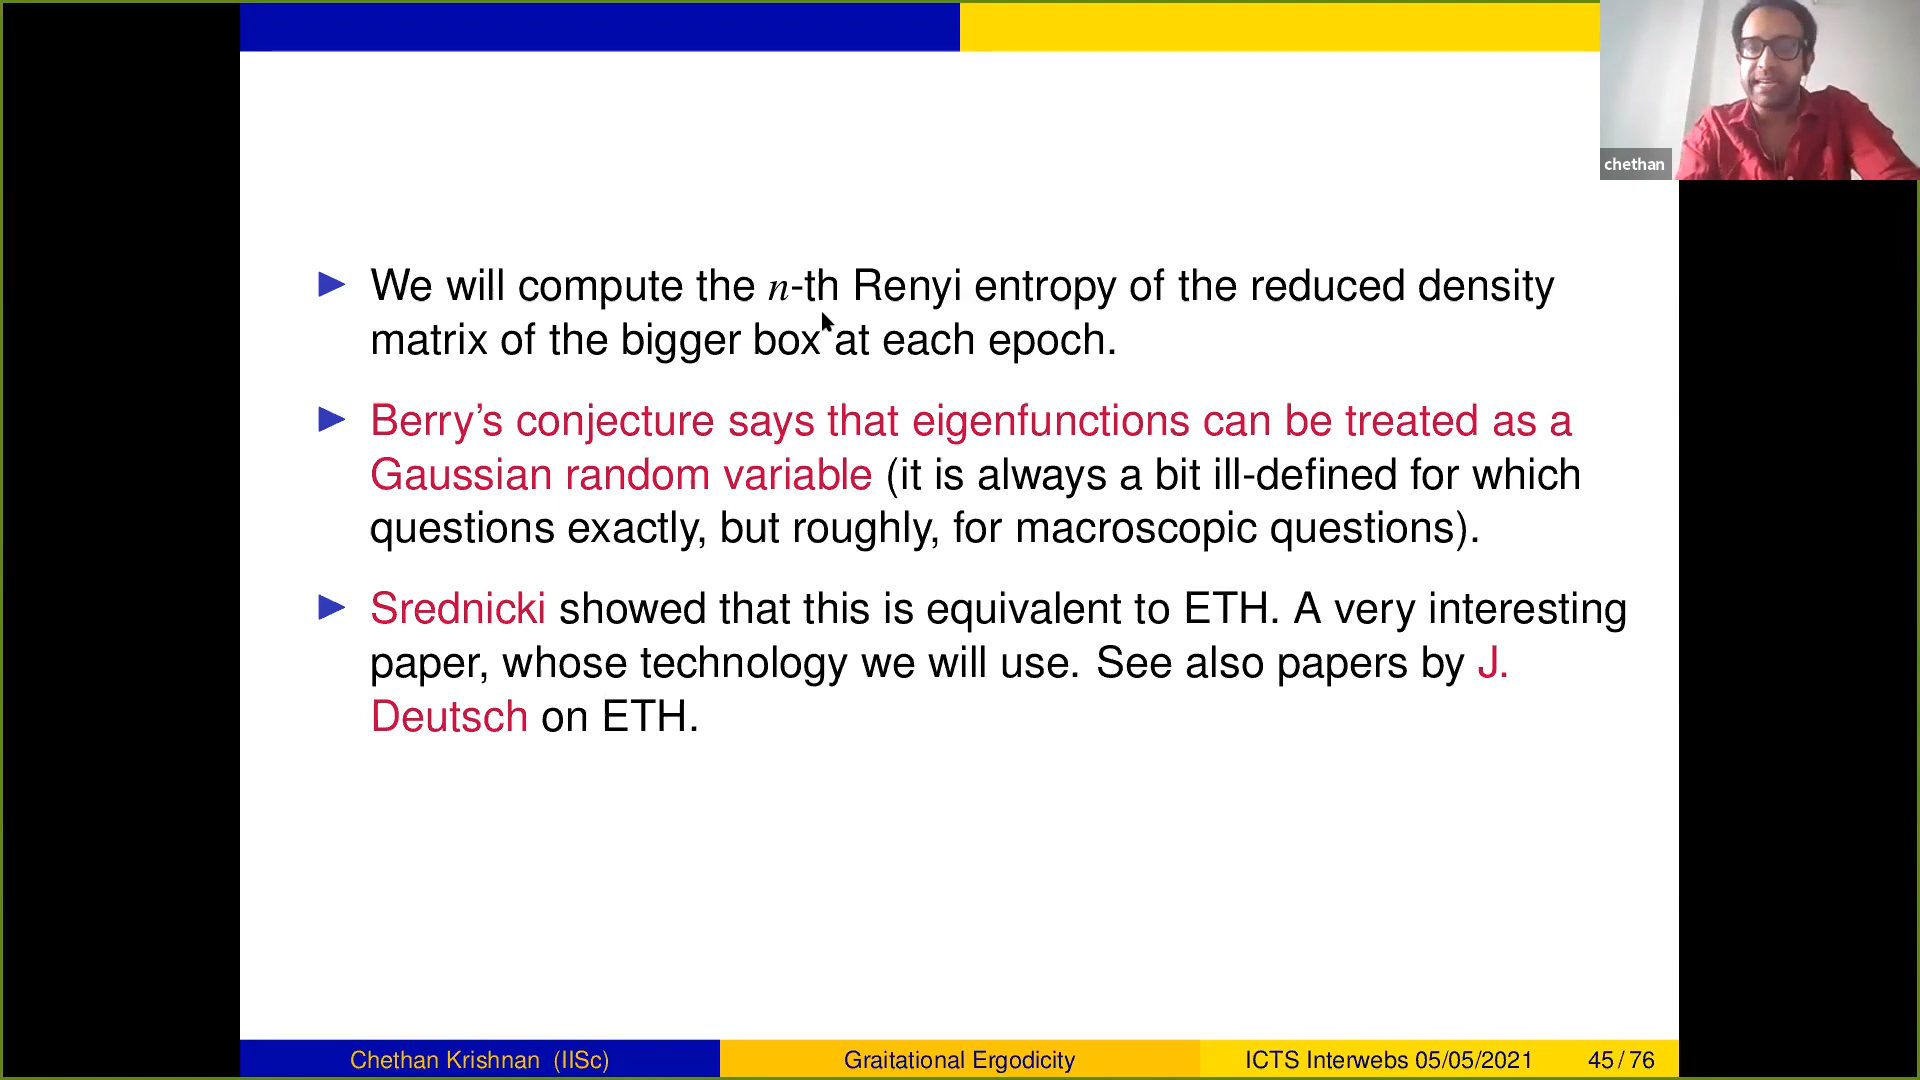 chethan
We will compute the n-th Renyi entropy of the reduced density
matrix of the bigger box at each epoch.
Berry's conjecture says that eigenfunctions can be treated as a
Gaussian random variable (it is always a bit ill-defined for which
questions exactly, but roughly, for macroscopic questions).
Srednicki showed that this is equivalent to ETH. A very interesting
paper, whose technology we will use. See also papers by J.
Deutsch on ETH.
Chethan Krishnan (IISc) Graitational Ergodicity ICTS Interwebs 05/05/2021 45 / 76